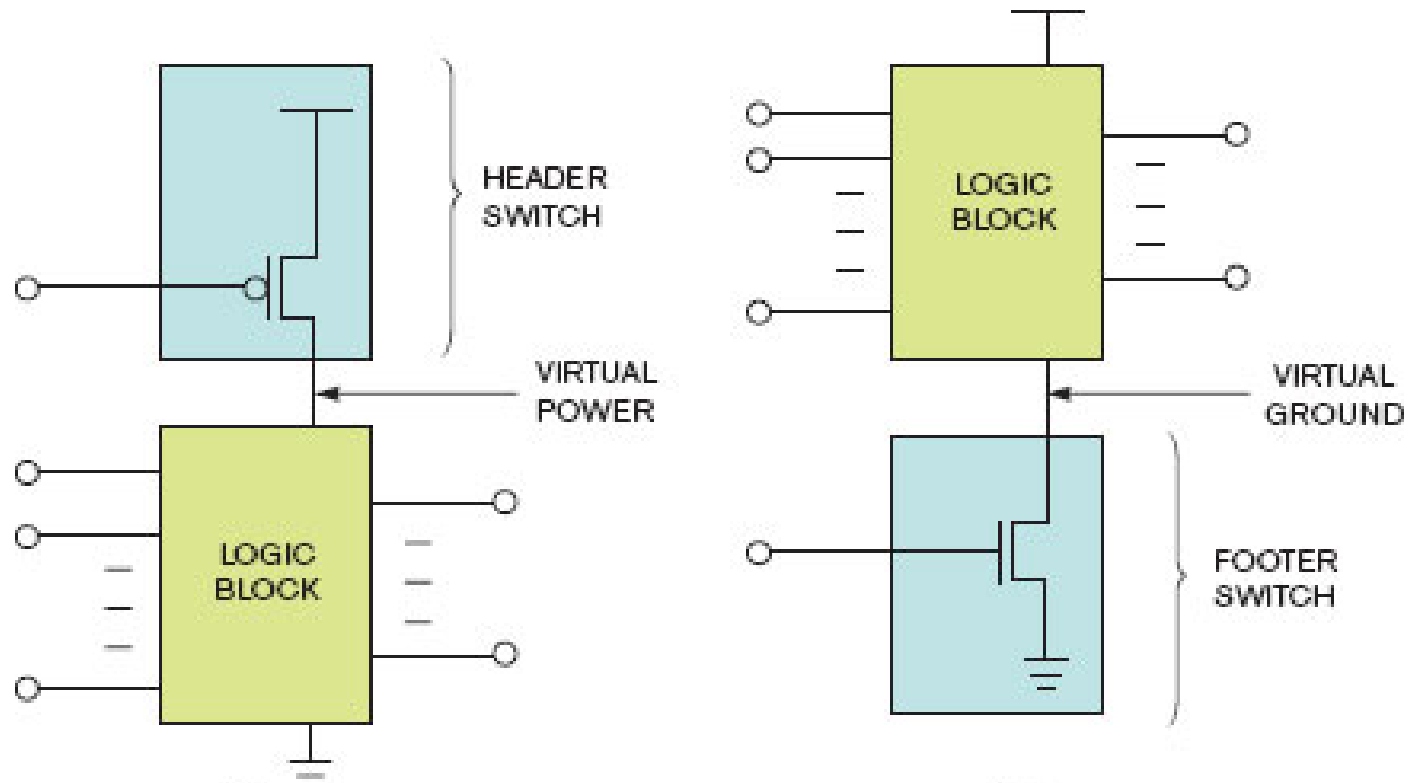 HEADER
SWITCH
VIRTUAL
POWER
LOGIC
BLOCK
LOGIC
BLOCK
VIRTUAL
GROUND
FOOTER
SWITCH